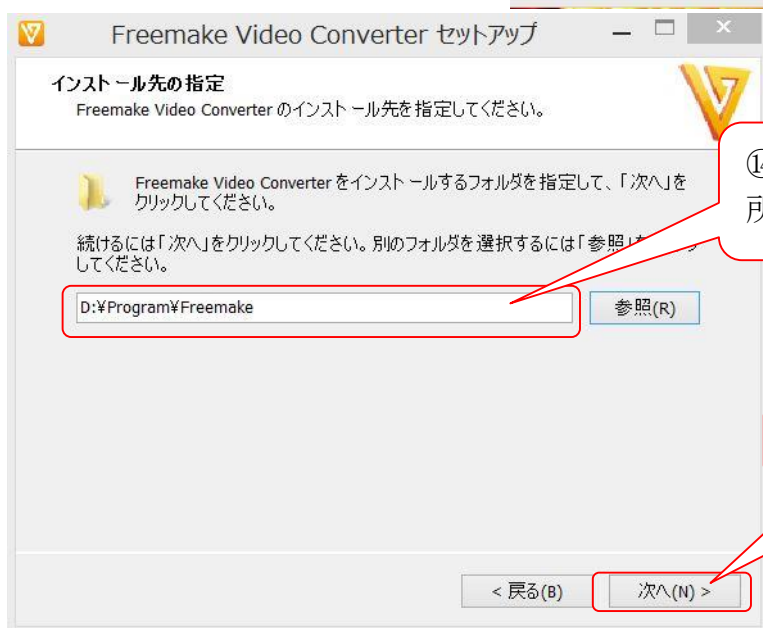 Freemake Video Converter セットアップ
インストール先の指定
Freemake Video Converter のインストール先を指定してください。
⑭
所
Freemake Video Converter をインストールするフォルダを指定して、「次へ」を
クリックしてください。
続けるには「次へ」をクリックしてください。別のフォルダを選択するには「参照」を
してください。
D:¥Program¥Freemake
参照(R)
< 戻る(B)
次へ(N) >